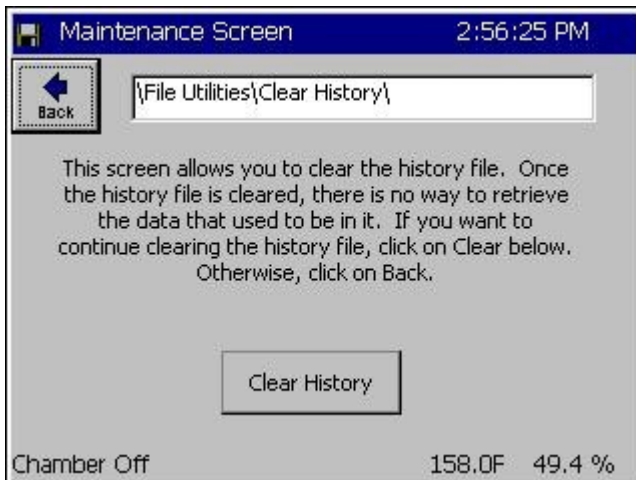 Maintenance Screen 2:56:25 PM
Back
\File Utilities\Clear History\
This screen allows you to clear the history file. Once
the history file is cleared, there is no way to retrieve
the data that used to be in it. If you want to
continue clearing the history file, click on Clear below.
Otherwise, click on Back.
Clear History
Chamber Off 158.0F 49.4 %